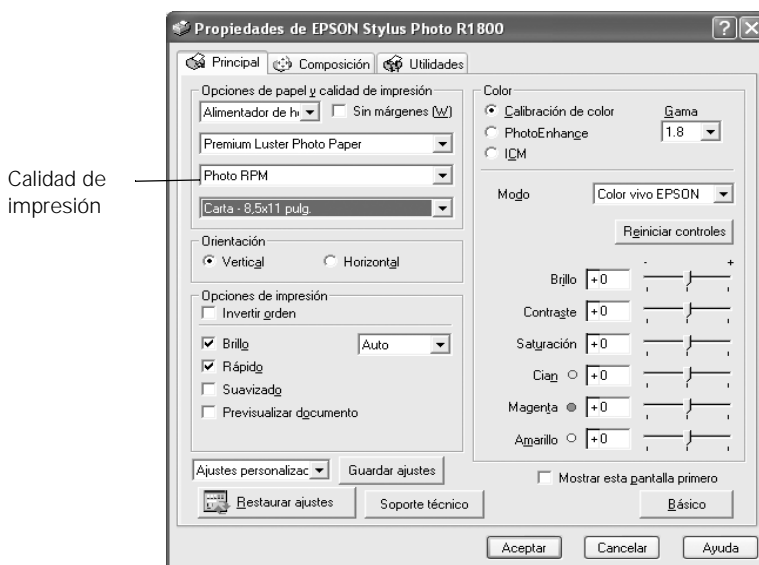 Propiedades de EPSON Stylus Photo R1800
Principal
Composición
Utilidades
Calidad de
impresión
Opciones de papel y calidad de impresión
Alimentador de h
Sin márgenes (W)
Premium Luster Photo Paper
Photo RPM
Carta - 8,5x11 pulg.
Orientación
Vertical
Horizontal
Opciones de impresión
Invertir orden
Brillo
Auto
Rápido
Suavizado
Previsualizar documento
Color
Calibración de color
PhotoEnhance
ICM
Gama
1.8
Modo
Color vivo EPSON
Reiniciar controles
- +
Brillo +0
Contraste +0
Saturación +0
Cian +0
Magenta +0
Amarillo +0
Ajustes personalizac
Guardar ajustes
Mostrar esta pantalla primero
Restaurar ajustes
Soporte técnico
Básico
Aceptar
Cancelar
Ayuda